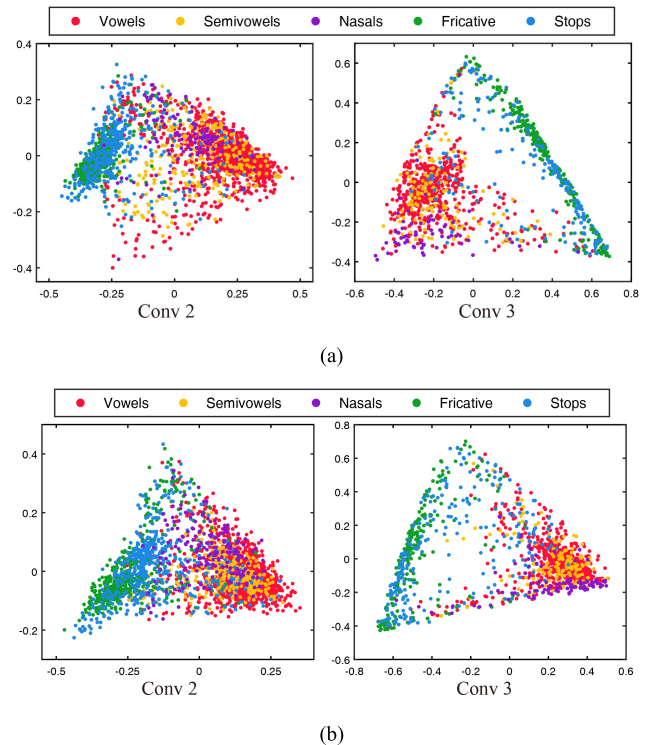 Vowels Semivowels Nasals Fricative Stops
0.4 0.2 0 -0.2 -0.4
-0.5 -0.25 0 0.25 0.5
Conv 2
0.6 0.4 0.2 0 -0.2 -0.4
-0.6 -0.4 -0.2 0 0.2 0.4 0.6 0.8
Conv 3
(a)
Vowels Semivowels Nasals Fricative Stops
0.4 0.2 0 -0.2
-0.5 -0.25 0 0.25
Conv 2
0.8 0.6 0.4 0.2 0 -0.2 -0.4 -0.6
-0.8 -0.6 -0.4 -0.2 0 0.2 0.4 0.6
Conv 3
(b)